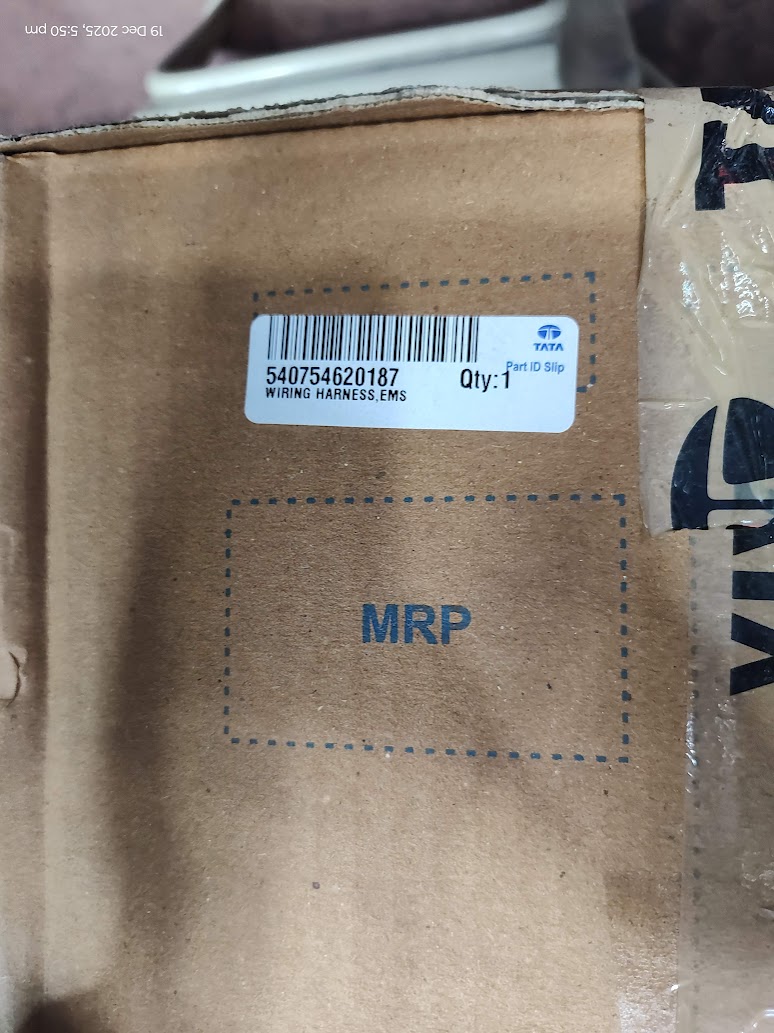 19 Dec 2025, 5:50 pm
TATA
Part ID Slip
540754620187 Qty:1
WIRING HARNESS,EMS
MRP